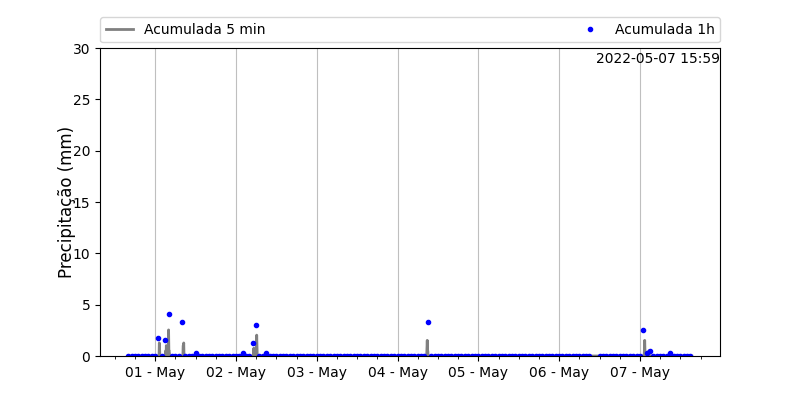 Acumulada 5 min
Acumulada 1h
2022-05-07 15:59
Precipitação (mm)
30
25
20
15
10
5
0
01 - May
02 - May
03 - May
04 - May
05 - May
06 - May
07 - May